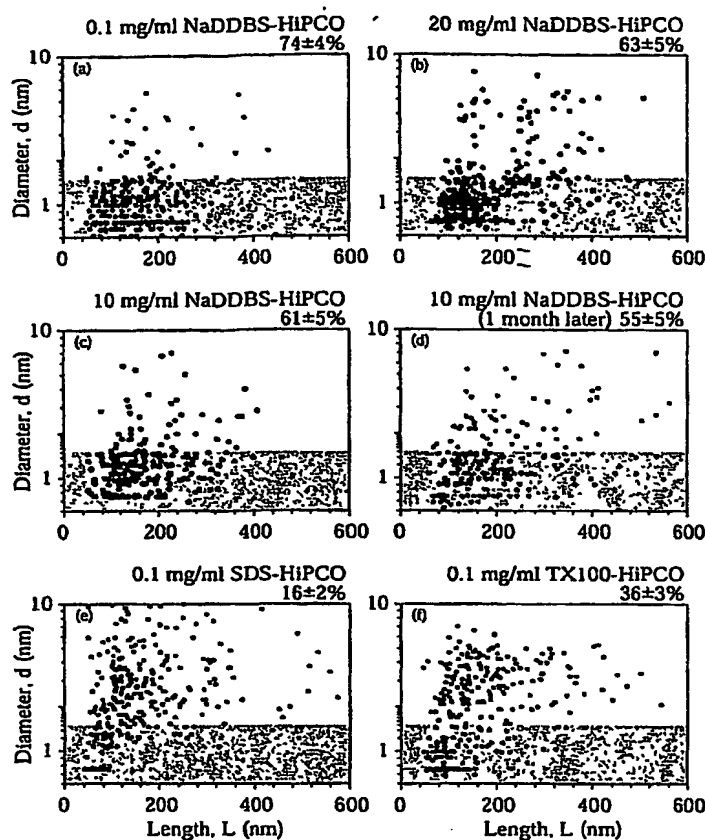 0.1 mg/ml NaDDBS-HiPCO
74±4%
20 mg/ml NaDDBS-HiPCO
63±5%
(a)
(b)
Diameter, d (nm)
10
1
0 200 400 600
10
1
0 200 400 600
10 mg/ml NaDDBS-HiPCO
61±5%
10 mg/ml NaDDBS-HiPCO
(1 month later) 55±5%
(c)
(d)
Diameter, d (nm)
10
1
0 200 400 600
10
1
0 200 400 600
0.1 mg/ml SDS-HiPCO
16±2%
0.1 mg/ml TX100-HiPCO
36±3%
(e)
(f)
Diameter, d (nm)
10
1
0 200 400 600
10
1
0 200 400 600
Length, L (nm)
Length, L (nm)